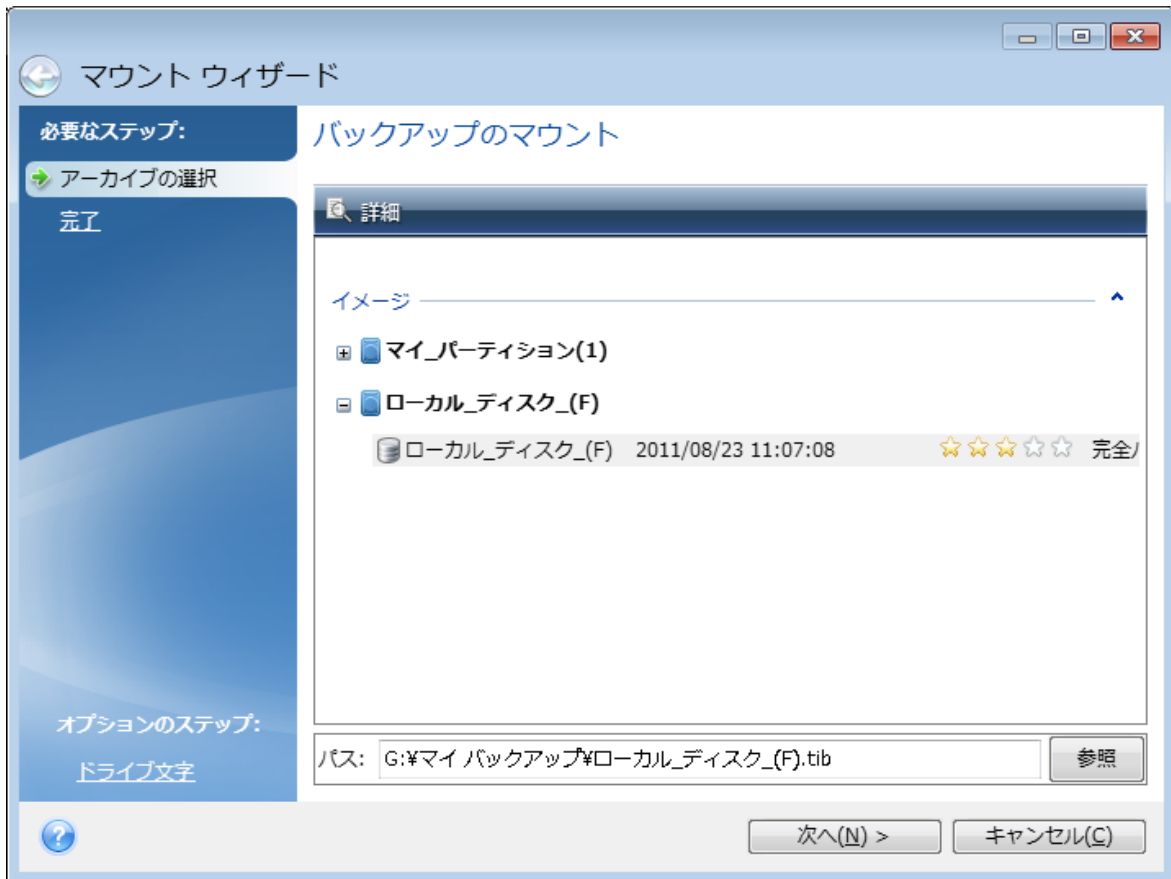 マウント ウィザード
必要なステップ:
アーカイブの選択
完了
バックアップのマウント
詳細
イメージ
マイ_パーティション(1)
ローカル_ディスク_(F)
ローカル_ディスク_(F) 2011/08/23 11:07:08 完全
オプションのステップ:
ドライブ文字
パス: G:¥マイ バックアップ¥ローカル_ディスク_(F).tib 参照
次へ(N) > キャンセル(C)